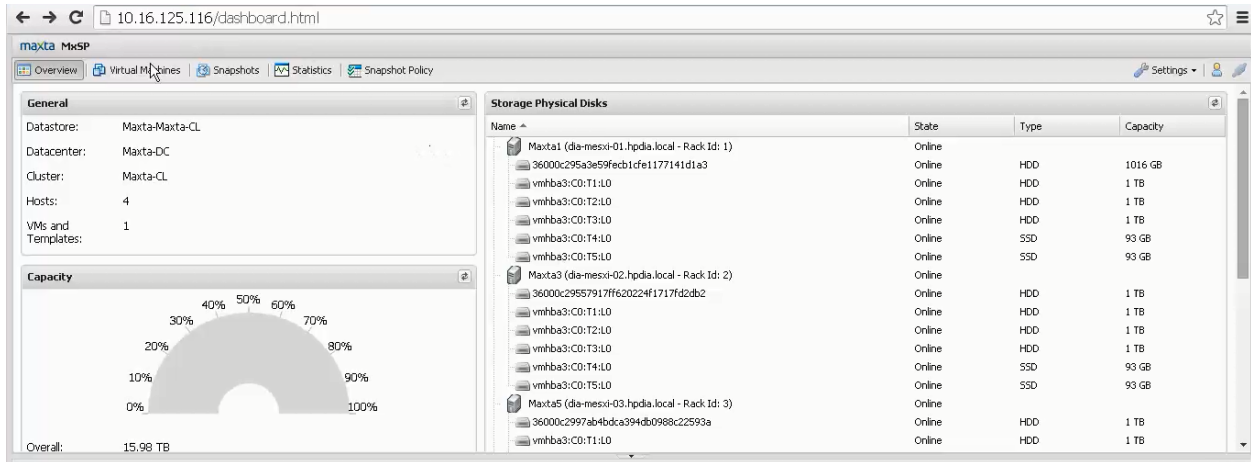 10.16.125.116/dashboard.html
maxta MxSP
Overview Virtual Machines Snapshots Statistics Snapshot Policy Settings
General
Datastore: Maxta-Maxta-CL
Datacenter: Maxta-DC
Cluster: Maxta-CL
Hosts: 4
VMs and Templates: 1
Capacity
0% 10% 20% 30% 40% 50% 60% 70% 80% 90% 100%
Overall: 15.98 TB
Storage Physical Disks
Name State Type Capacity
Maxta1 (dia-mesxi-01.hpdia.local - Rack Id: 1) Online
36000c295a3e59fecb1cfe1177141d1a3 Online HDD 1016 GB
vmhba3:C0:T1:L0 Online HDD 1 TB
vmhba3:C0:T2:L0 Online HDD 1 TB
vmhba3:C0:T3:L0 Online HDD 1 TB
vmhba3:C0:T4:L0 Online SSD 93 GB
vmhba3:C0:T5:L0 Online SSD 93 GB
Maxta3 (dia-mesxi-02.hpdia.local - Rack Id: 2) Online
36000c29557917ff620224f1717fd2db2 Online HDD 1 TB
vmhba3:C0:T1:L0 Online HDD 1 TB
vmhba3:C0:T2:L0 Online HDD 1 TB
vmhba3:C0:T3:L0 Online HDD 1 TB
vmhba3:C0:T4:L0 Online SSD 93 GB
vmhba3:C0:T5:L0 Online SSD 93 GB
Maxta5 (dia-mesxi-03.hpdia.local - Rack Id: 3) Online
36000c2997ab4bdca394db0988c22593a Online HDD 1 TB
vmhba3:C0:T1:L0 Online HDD 1 TB